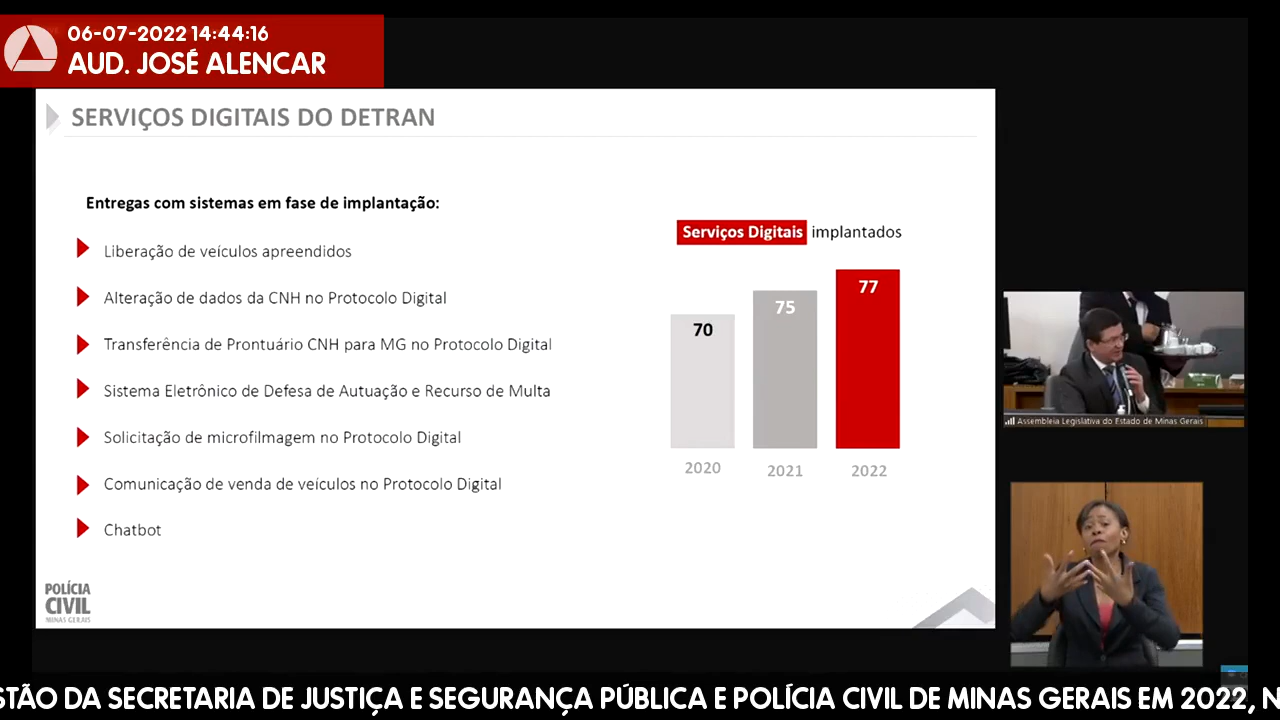 06-07-2022 14:44:16
AUD. JOSÉ ALENCAR
SERVIÇOS DIGITAIS DO DETRAN
Entregas com sistemas em fase de implantação:
Liberação de veículos apreendidos
Alteração de dados da CNH no Protocolo Digital
Transferência de Prontuário CNH para MG no Protocolo Digital
Sistema Eletrônico de Defesa de Autuação e Recurso de Multa
Solicitação de microfilmagem no Protocolo Digital
Comunicação de venda de veículos no Protocolo Digital
Chatbot
Serviços Digitais implantados
70
75
77
2020
2021
2022
POLÍCIA
CIVIL
MINAS GERAIS
Assembleia Legislativa do Estado de Minas Gerais
STÃO DA SECRETARIA DE JUSTIÇA E SEGURANÇA PÚBLICA E POLÍCIA CIVIL DE MINAS GERAIS EM 2022, N